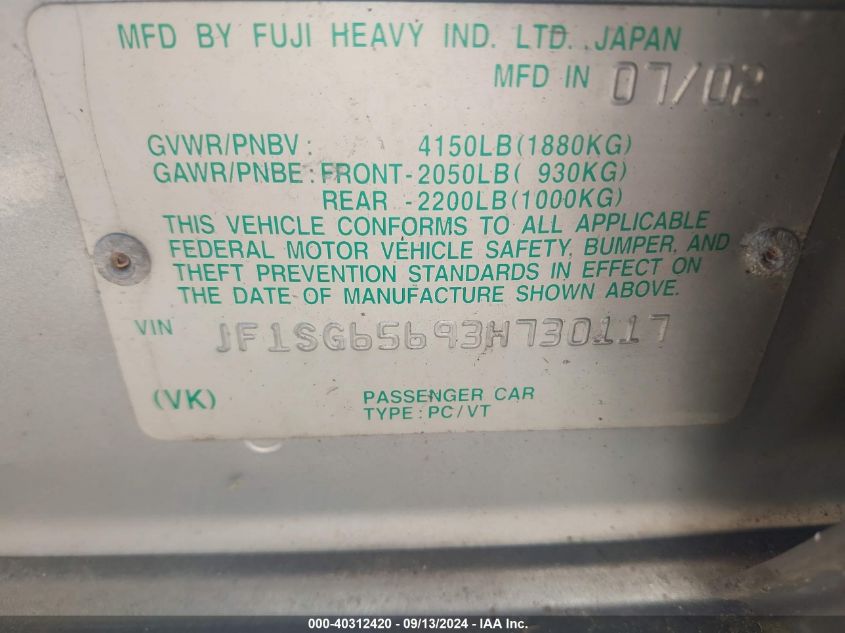 MFD BY FUJI HEAVY IND. LTD. JAPAN
MFD IN 07/02
GVWR/PNBV: 4150LB(1880KG)
GAWR/PNBE:FRONT-2050LB( 930KG)
REAR -2200LB(1000KG)
THIS VEHICLE CONFORMS TO ALL APPLICABLE
FEDERAL MOTOR VEHICLE SAFETY, BUMPER, AND
THEFT PREVENTION STANDARDS IN EFFECT ON
THE DATE OF MANUFACTURE SHOWN ABOVE.
VIN JF1SG65693H730117
(VK) PASSENGER CAR
TYPE:PC/VT
000-40312420 - 09/13/2024 - IAA Inc.